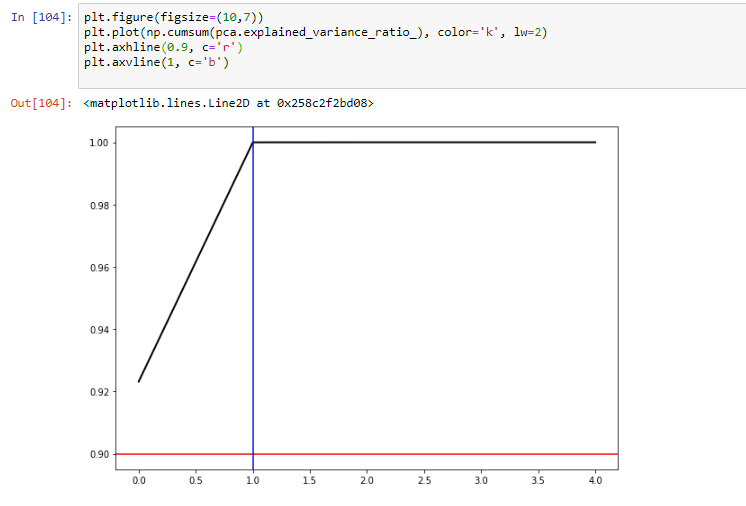 In [104]: plt.figure(figsize=(10,7))
plt.plot(np.cumsum(pca.explained_variance_ratio_), color='k', lw=2)
plt.axhline(0.9, c='r')
plt.axvline(1, c='b')
Out[104]: <matplotlib.lines.Line2D at 0x258c2f2bd08>
1.00
0.98
0.96
0.94
0.92
0.90
0.0 0.5 1.0 1.5 2.0 2.5 3.0 3.5 4.0